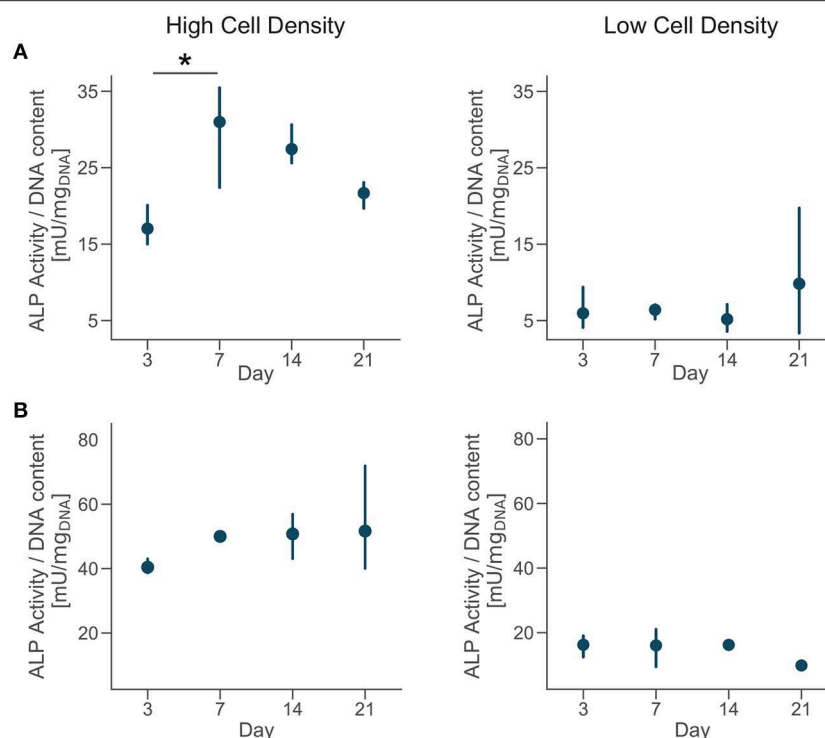 High Cell Density
Low Cell Density
A
*
ALP Activity / DNA content
[mU/mgDNA]
35
25
15
5
3 7 14 21
Day
ALP Activity / DNA content
[mU/mgDNA]
35
25
15
5
3 7 14 21
Day
B
ALP Activity / DNA content
[mU/mgDNA]
80
60
40
20
3 7 14 21
Day
ALP Activity / DNA content
[mU/mgDNA]
80
60
40
20
3 7 14 21
Day